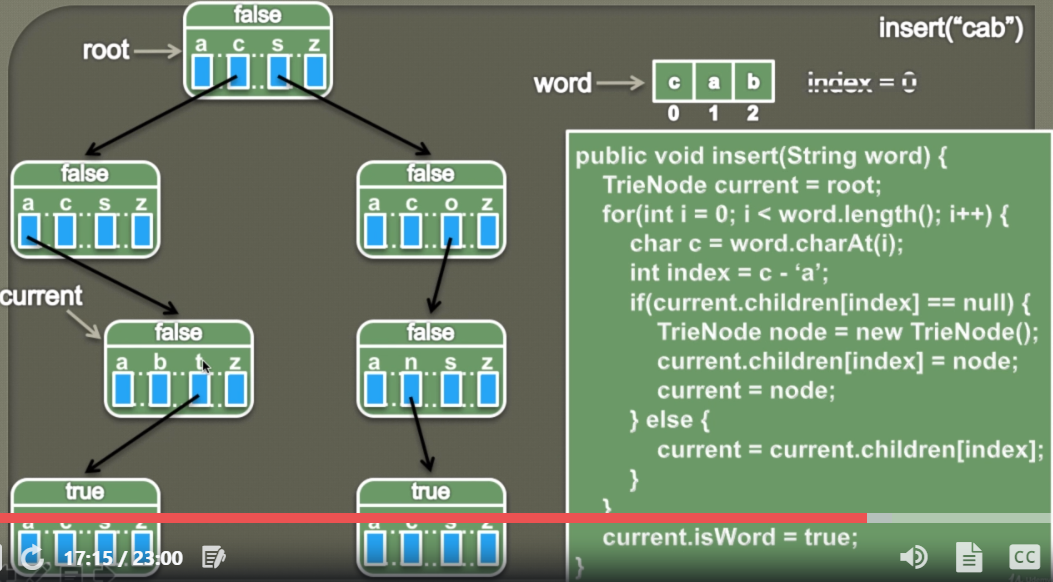 insert(“cab”)
false
root
a c s z
word
c a b
0 1 2
index = 0
false
a c s z
false
a c o z
current
false
a b t z
false
a n s z
true
a c s z
true
a c s z
public void insert(String word) {
TrieNode current = root;
for(int i = 0; i < word.length(); i++) {
char c = word.charAt(i);
int index = c - ‘a’;
if(current.children[index] == null) {
TrieNode node = new TrieNode();
current.children[index] = node;
current = node;
} else {
current = current.children[index];
}
}
current.isWord = true;
}
17:15 / 23:00
CC